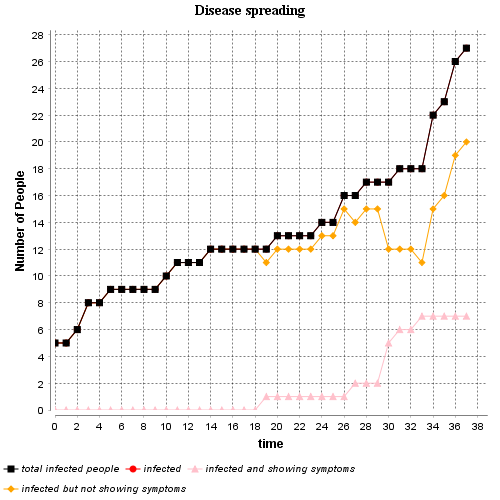 Disease spreading
Number of People
28
26
24
22
20
18
16
14
12
10
8
6
4
2
0
0 2 4 6 8 10 12 14 16 18 20 22 24 26 28 30 32 34 36 38
time
total infected people infected infected and showing symptoms
infected but not showing symptoms